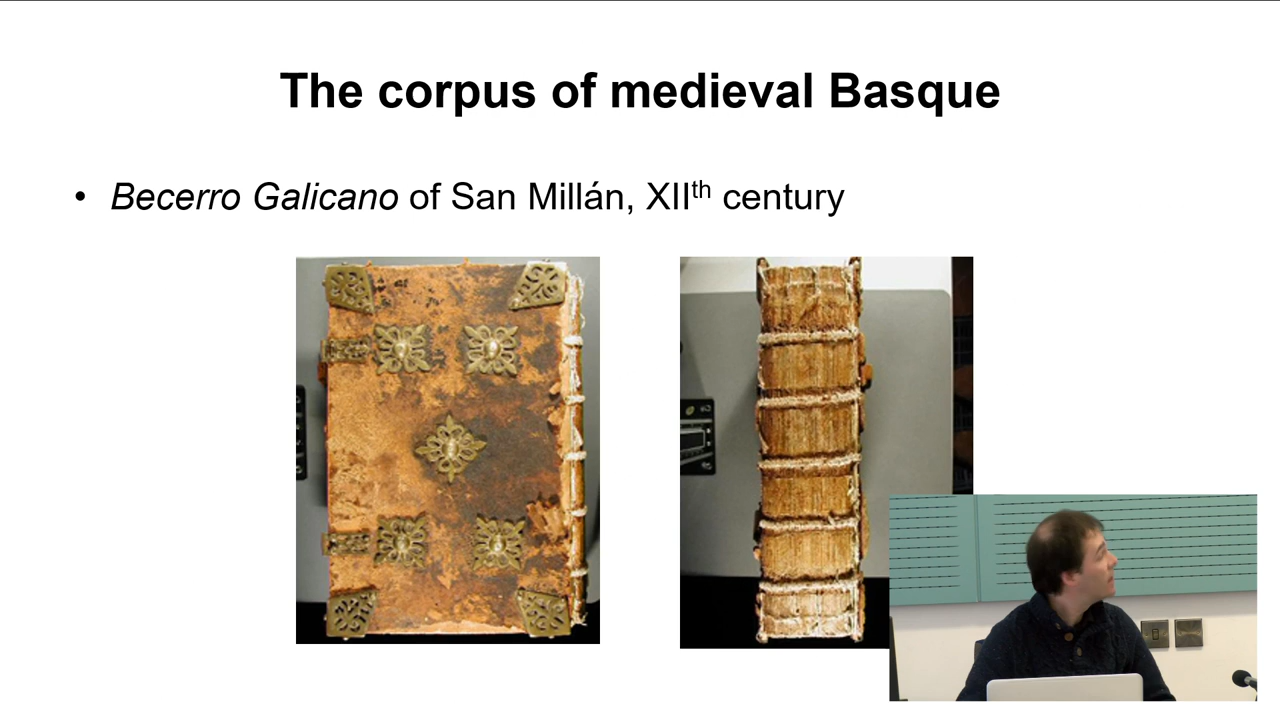 The corpus of medieval Basque
• Becerro Galicano of San Millán, XIIth century